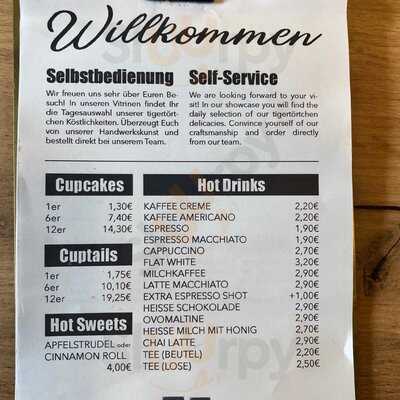 Willkommen
Selbstbedienung
Wir freuen uns sehr über Euren Be-
such! In unseren Vitrinen findet Ihr
die Tagesauswahl unserer tigertört-
chen Köstlichkeiten. Überzeugt Euch
von unserer Handwerkskunst und
bestellt direkt bei unserem Team.
Self-Service
We are looking forward to your vi-
sit! In our showcase you will find the
daily selection of our tigertörtchen
delicacies. Convince yourself of our
craftsmanship and order directly
from our team.
Cupcakes
1er 1,30€
6er 7,40€
12er 14,30€
Cuptails
1er 1,75€
6er 10,10€
12er 19,25€
Hot Sweets
APFELSTRUDEL oder
CINNAMON ROLL
4,00€
Hot Drinks
KAFFEE CREME 2,20€
KAFFEE AMERICANO 2,20€
ESPRESSO 1,90€
ESPRESSO MACCHIATO 1,90€
CAPPUCCINO 2,70€
FLAT WHITE 3,20€
MILCHKAFFEE 2,90€
LATTE MACCHIATO 2,90€
EXTRA ESPRESSO SHOT +1,00€
HEISSE SCHOKOLADE 2,90€
OVOMALTINE 2,90€
HEISSE MILCH MIT HONIG 2,70€
CHAI LATTE 2,90€
TEE (BEUTEL) 2,20€
TEE (LOSE) 2,50€